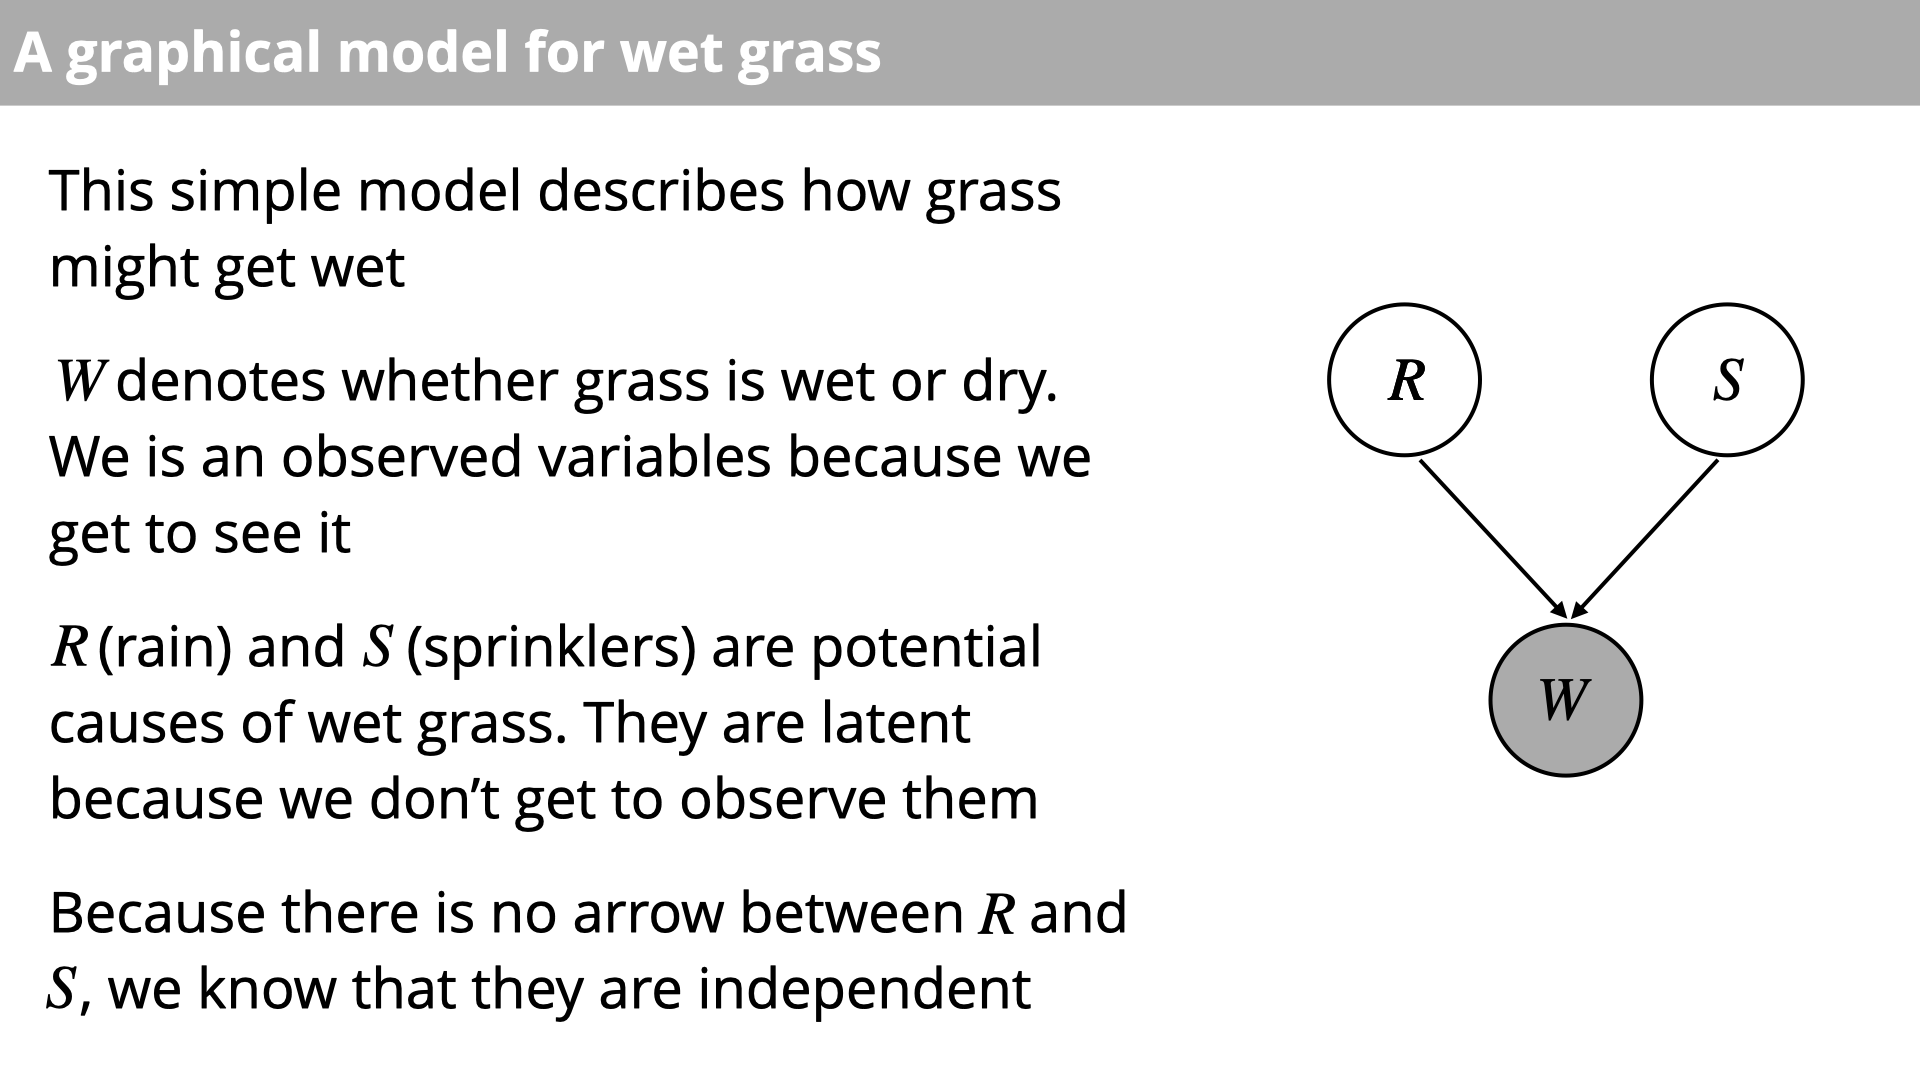 A graphical model for wet grass
This simple model describes how grass
might get wet
W denotes whether grass is wet or dry.
We is an observed variables because we
get to see it
R (rain) and S (sprinklers) are potential
causes of wet grass. They are latent
because we don’t get to observe them
Because there is no arrow between R and
S, we know that they are independent
R
S
W